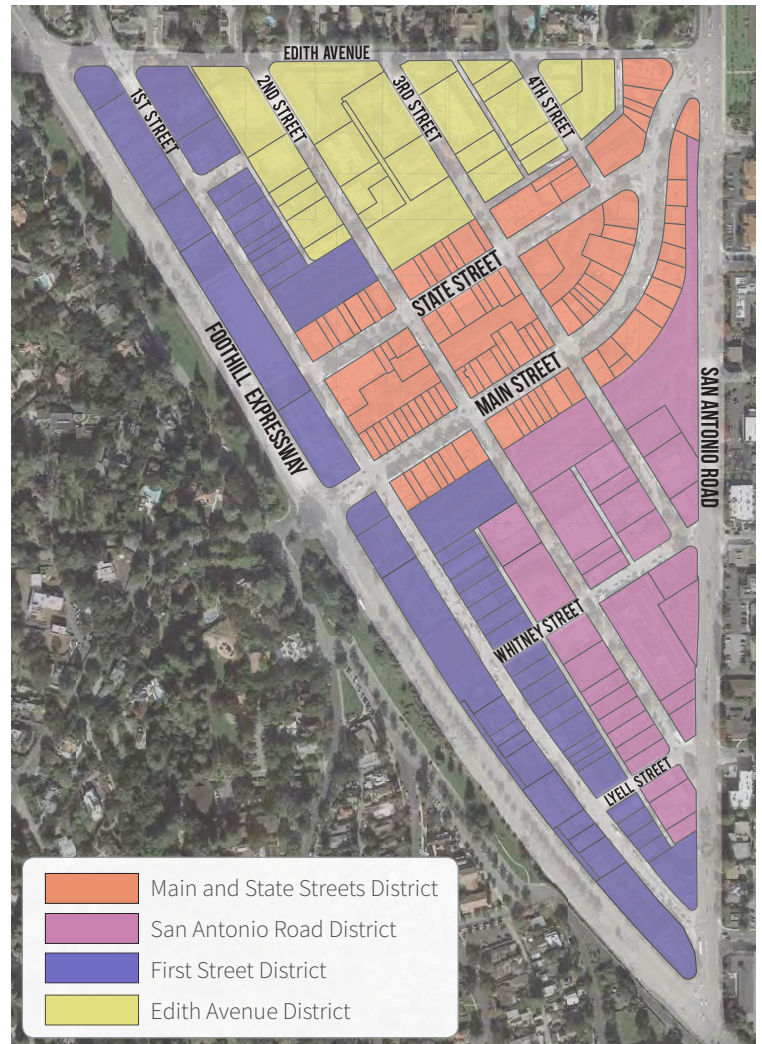 EDITH AVENUE
1ST STREET
2ND STREET
3RD STREET
4TH STREET
STATE STREET
MAIN STREET
FOOTHILL EXPRESSWAY
SAN ANTONIO ROAD
WHITNEY STREET
LYELL STREET
Main and State Streets District
San Antonio Road District
First Street District
Edith Avenue District